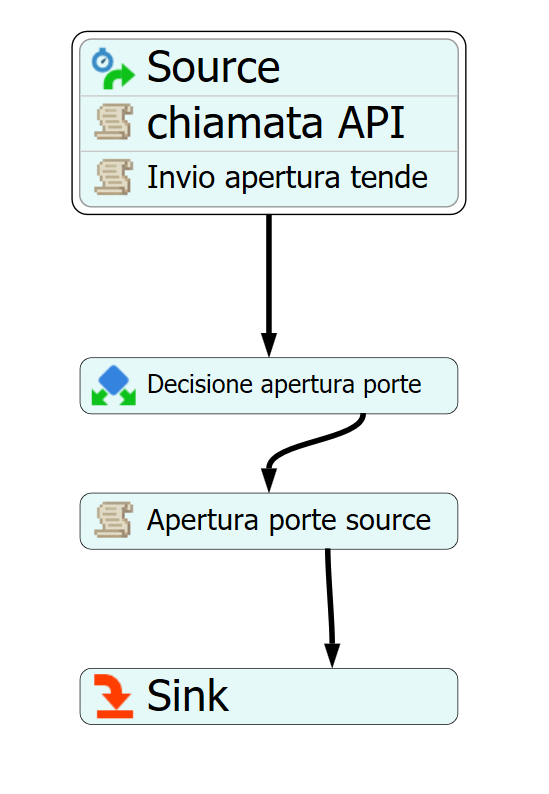 Source
chiamata API
Invio apertura tende
Decisione apertura porte
Apertura porte source
Sink